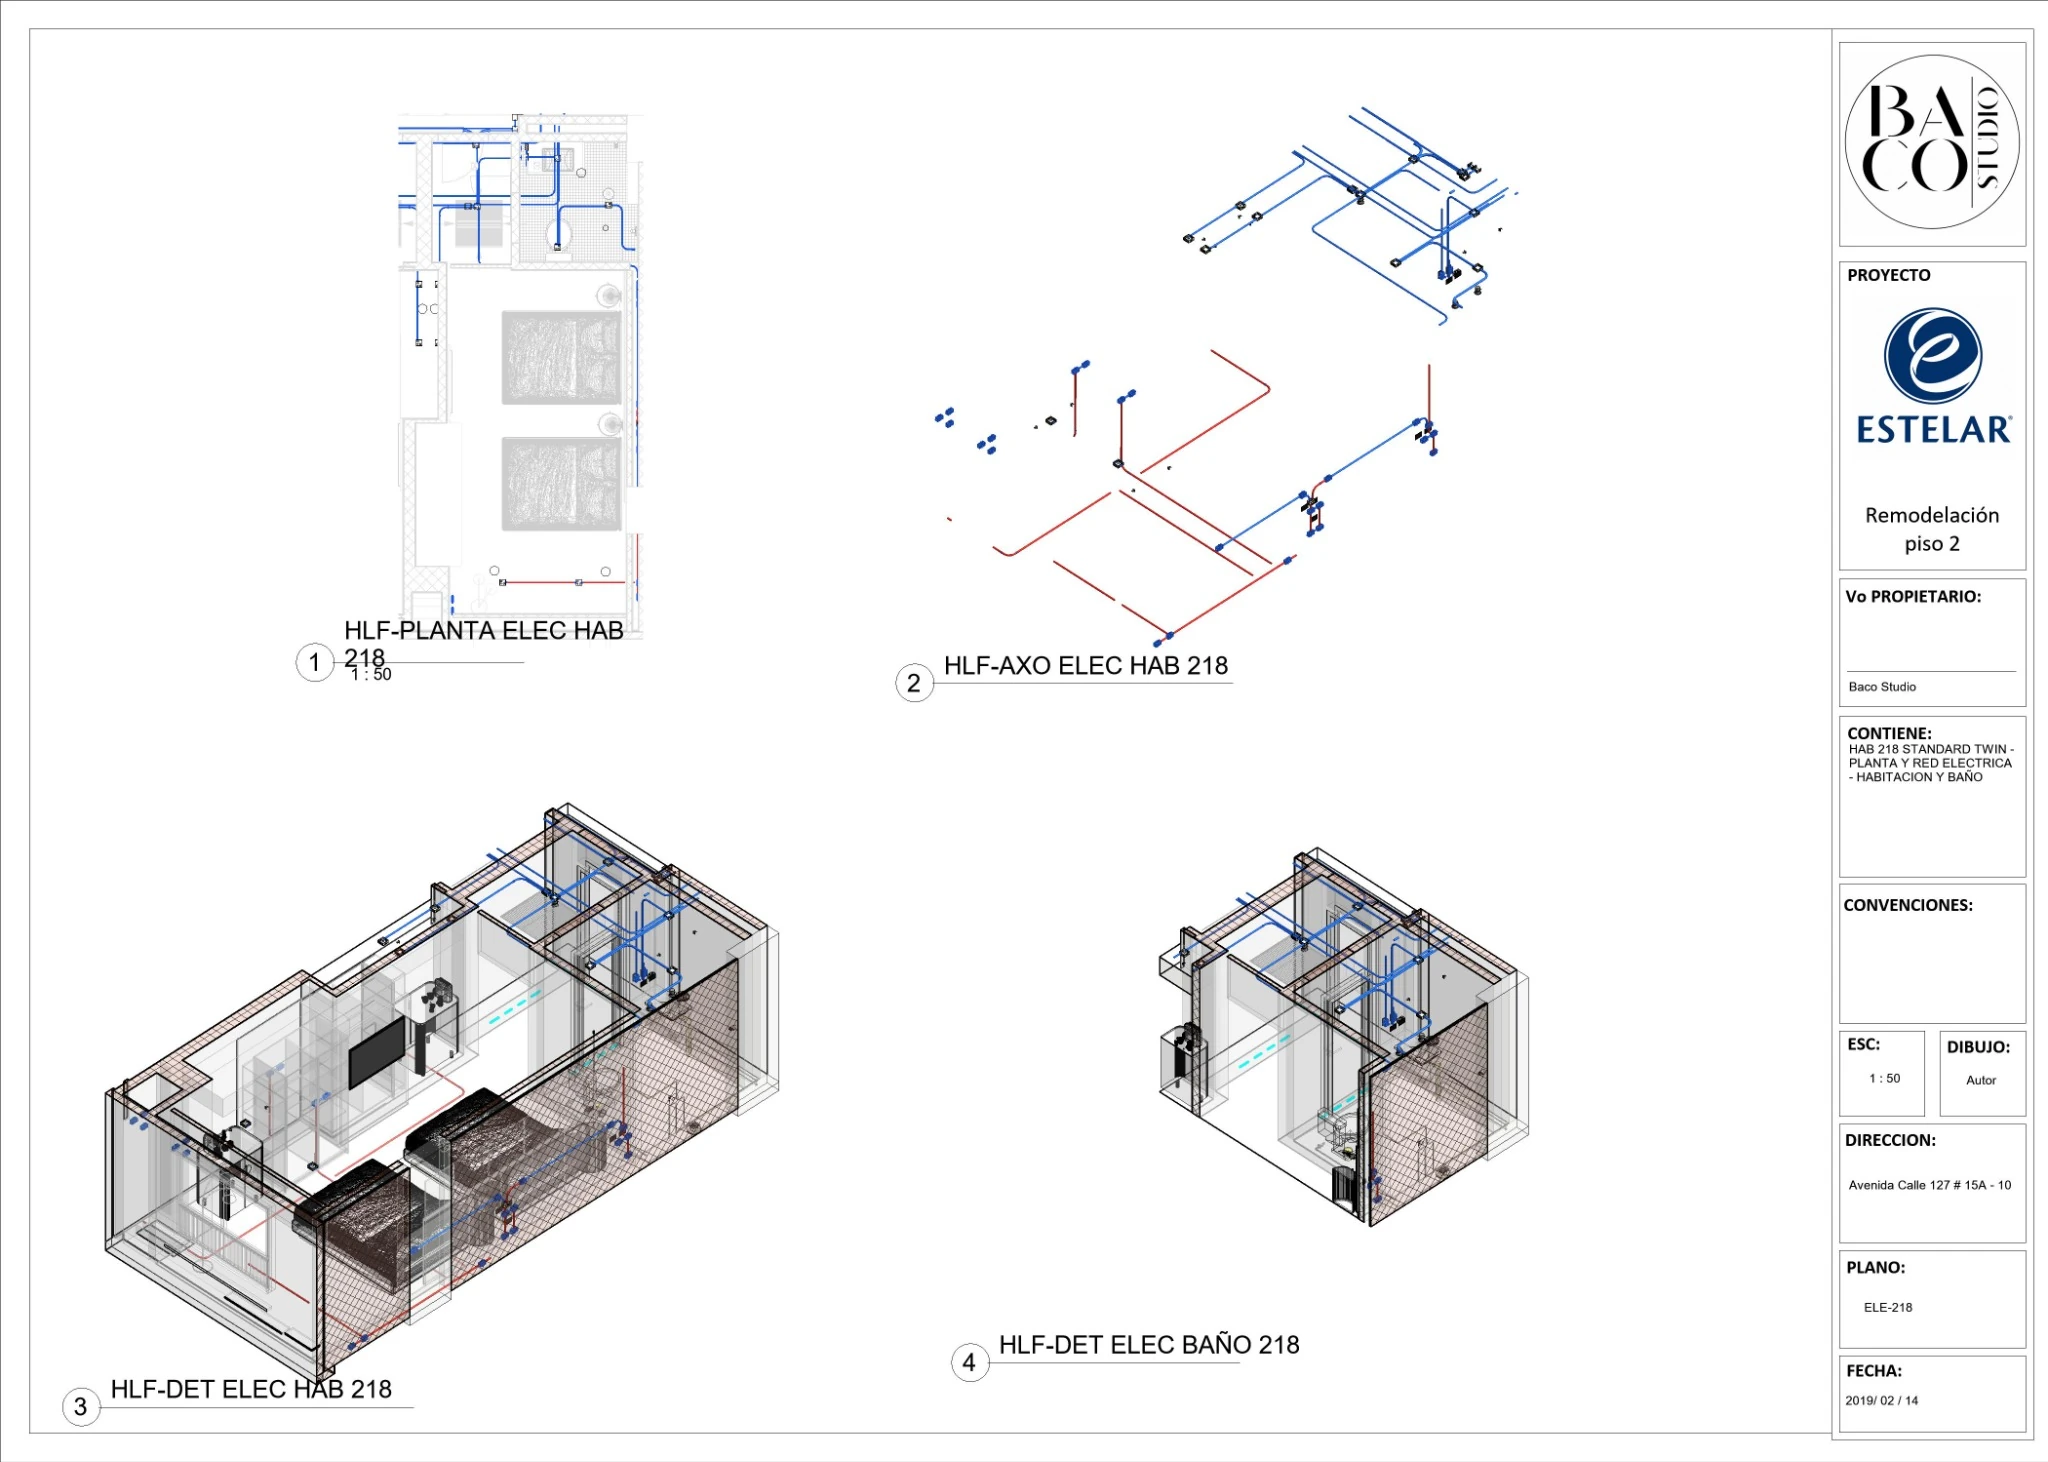 HLF-PLANTA ELEC HAB
218
1
1 : 50
2
HLF-AXO ELEC HAB 218
3
HLF-DET ELEC HAB 218
4
HLF-DET ELEC BAÑO 218
BA
CO
STUDIO
PROYECTO
ESTELAR
Remodelación
piso 2
Vo PROPIETARIO:
Baco Studio
CONTIENE:
HAB 218 STANDARD TWIN -
PLANTA Y RED ELECTRICA
- HABITACION Y BAÑO
CONVENCIONES:
ESC:
1 : 50
DIBUJO:
Autor
DIRECCION:
Avenida Calle 127 # 15A - 10
PLANO:
ELE-218
FECHA:
2019/ 02 / 14